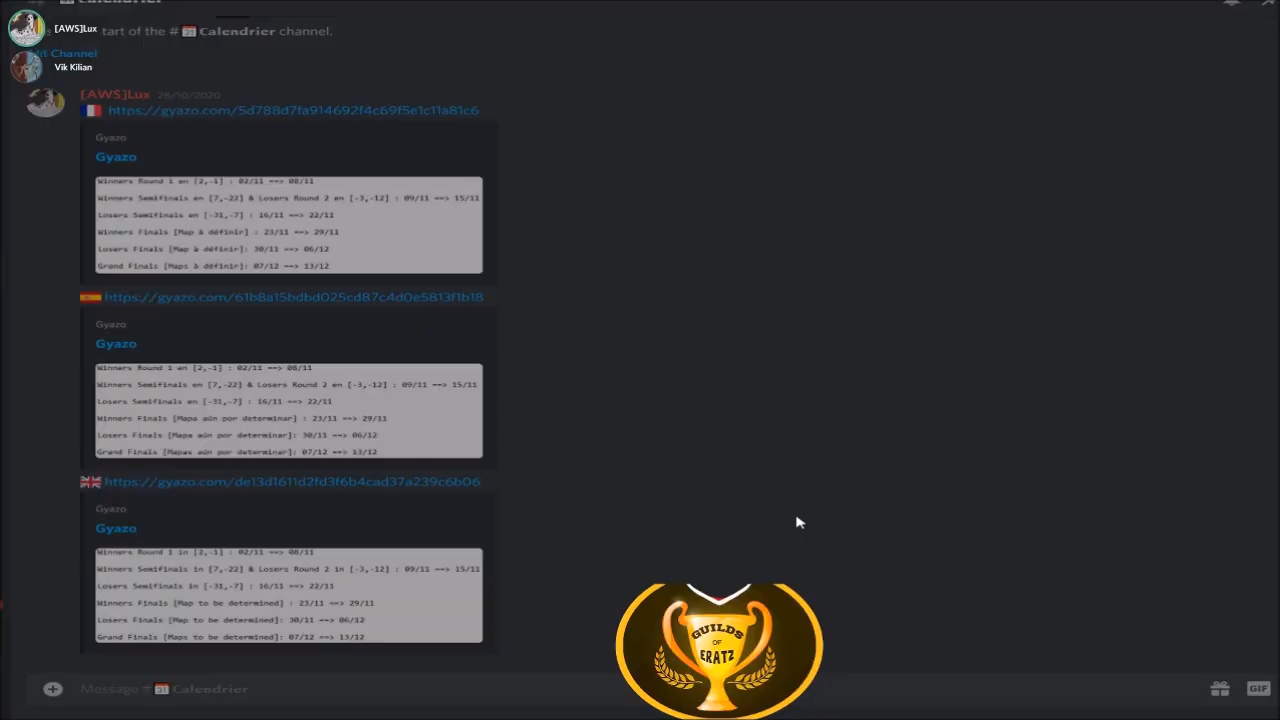 Calendrier
[AWS]Lux
tart of the # Calendrier channel.
it Channel
Vik Kilian
[AWS]Lux 26/10/2020
https://gyazo.com/5d788d7fa914692f4c69f5e1c11a81c6
Gyazo
Gyazo
Winners Round 1 en [2,-1] : 02/11 ==> 08/11
Winners Semifinals en [7,-22] & Losers Round 2 en [-3,-12] : 09/11 ==> 15/11
Losers Semifinals en [-31,-7] : 16/11 ==> 22/11
Winners Finals [Map à définir] : 23/11 ==> 29/11
Losers Finals [Map à définir]: 30/11 ==> 06/12
Grand Finals [Maps à définir]: 07/12 ==> 13/12
https://gyazo.com/61b8a15bdbd025cd87c4d0e5813f1b18
Gyazo
Gyazo
Winners Round 1 en [2,-1] : 02/11 ==> 08/11
Winners Semifinals en [7,-22] & Losers Round 2 en [-3,-12] : 09/11 ==> 15/11
Losers Semifinals en [-31,-7] : 16/11 ==> 22/11
Winners Finals [Mapa aún por determinar] : 23/11 ==> 29/11
Losers Finals [Mapa aún por determinar]: 30/11 ==> 06/12
Grand Finals [Mapas aún por determinar]: 07/12 ==> 13/12
https://gyazo.com/de13d1611d2fd3f6b4cad37a239c6b06
Gyazo
Gyazo
Winners Round 1 in [2,-1] : 02/11 ==> 08/11
Winners Semifinals in [7,-22] & Losers Round 2 in [-3,-12] : 09/11 ==> 15/11
Losers Semifinals in [-31,-7] : 16/11 ==> 22/11
Winners Finals [Map to be determined] : 23/11 ==> 29/11
Losers Finals [Map to be determined]: 30/11 ==> 06/12
Grand Finals [Maps to be determined]: 07/12 ==> 13/12
GUILDS
OF
ERATZ
Message # Calendrier
GIF